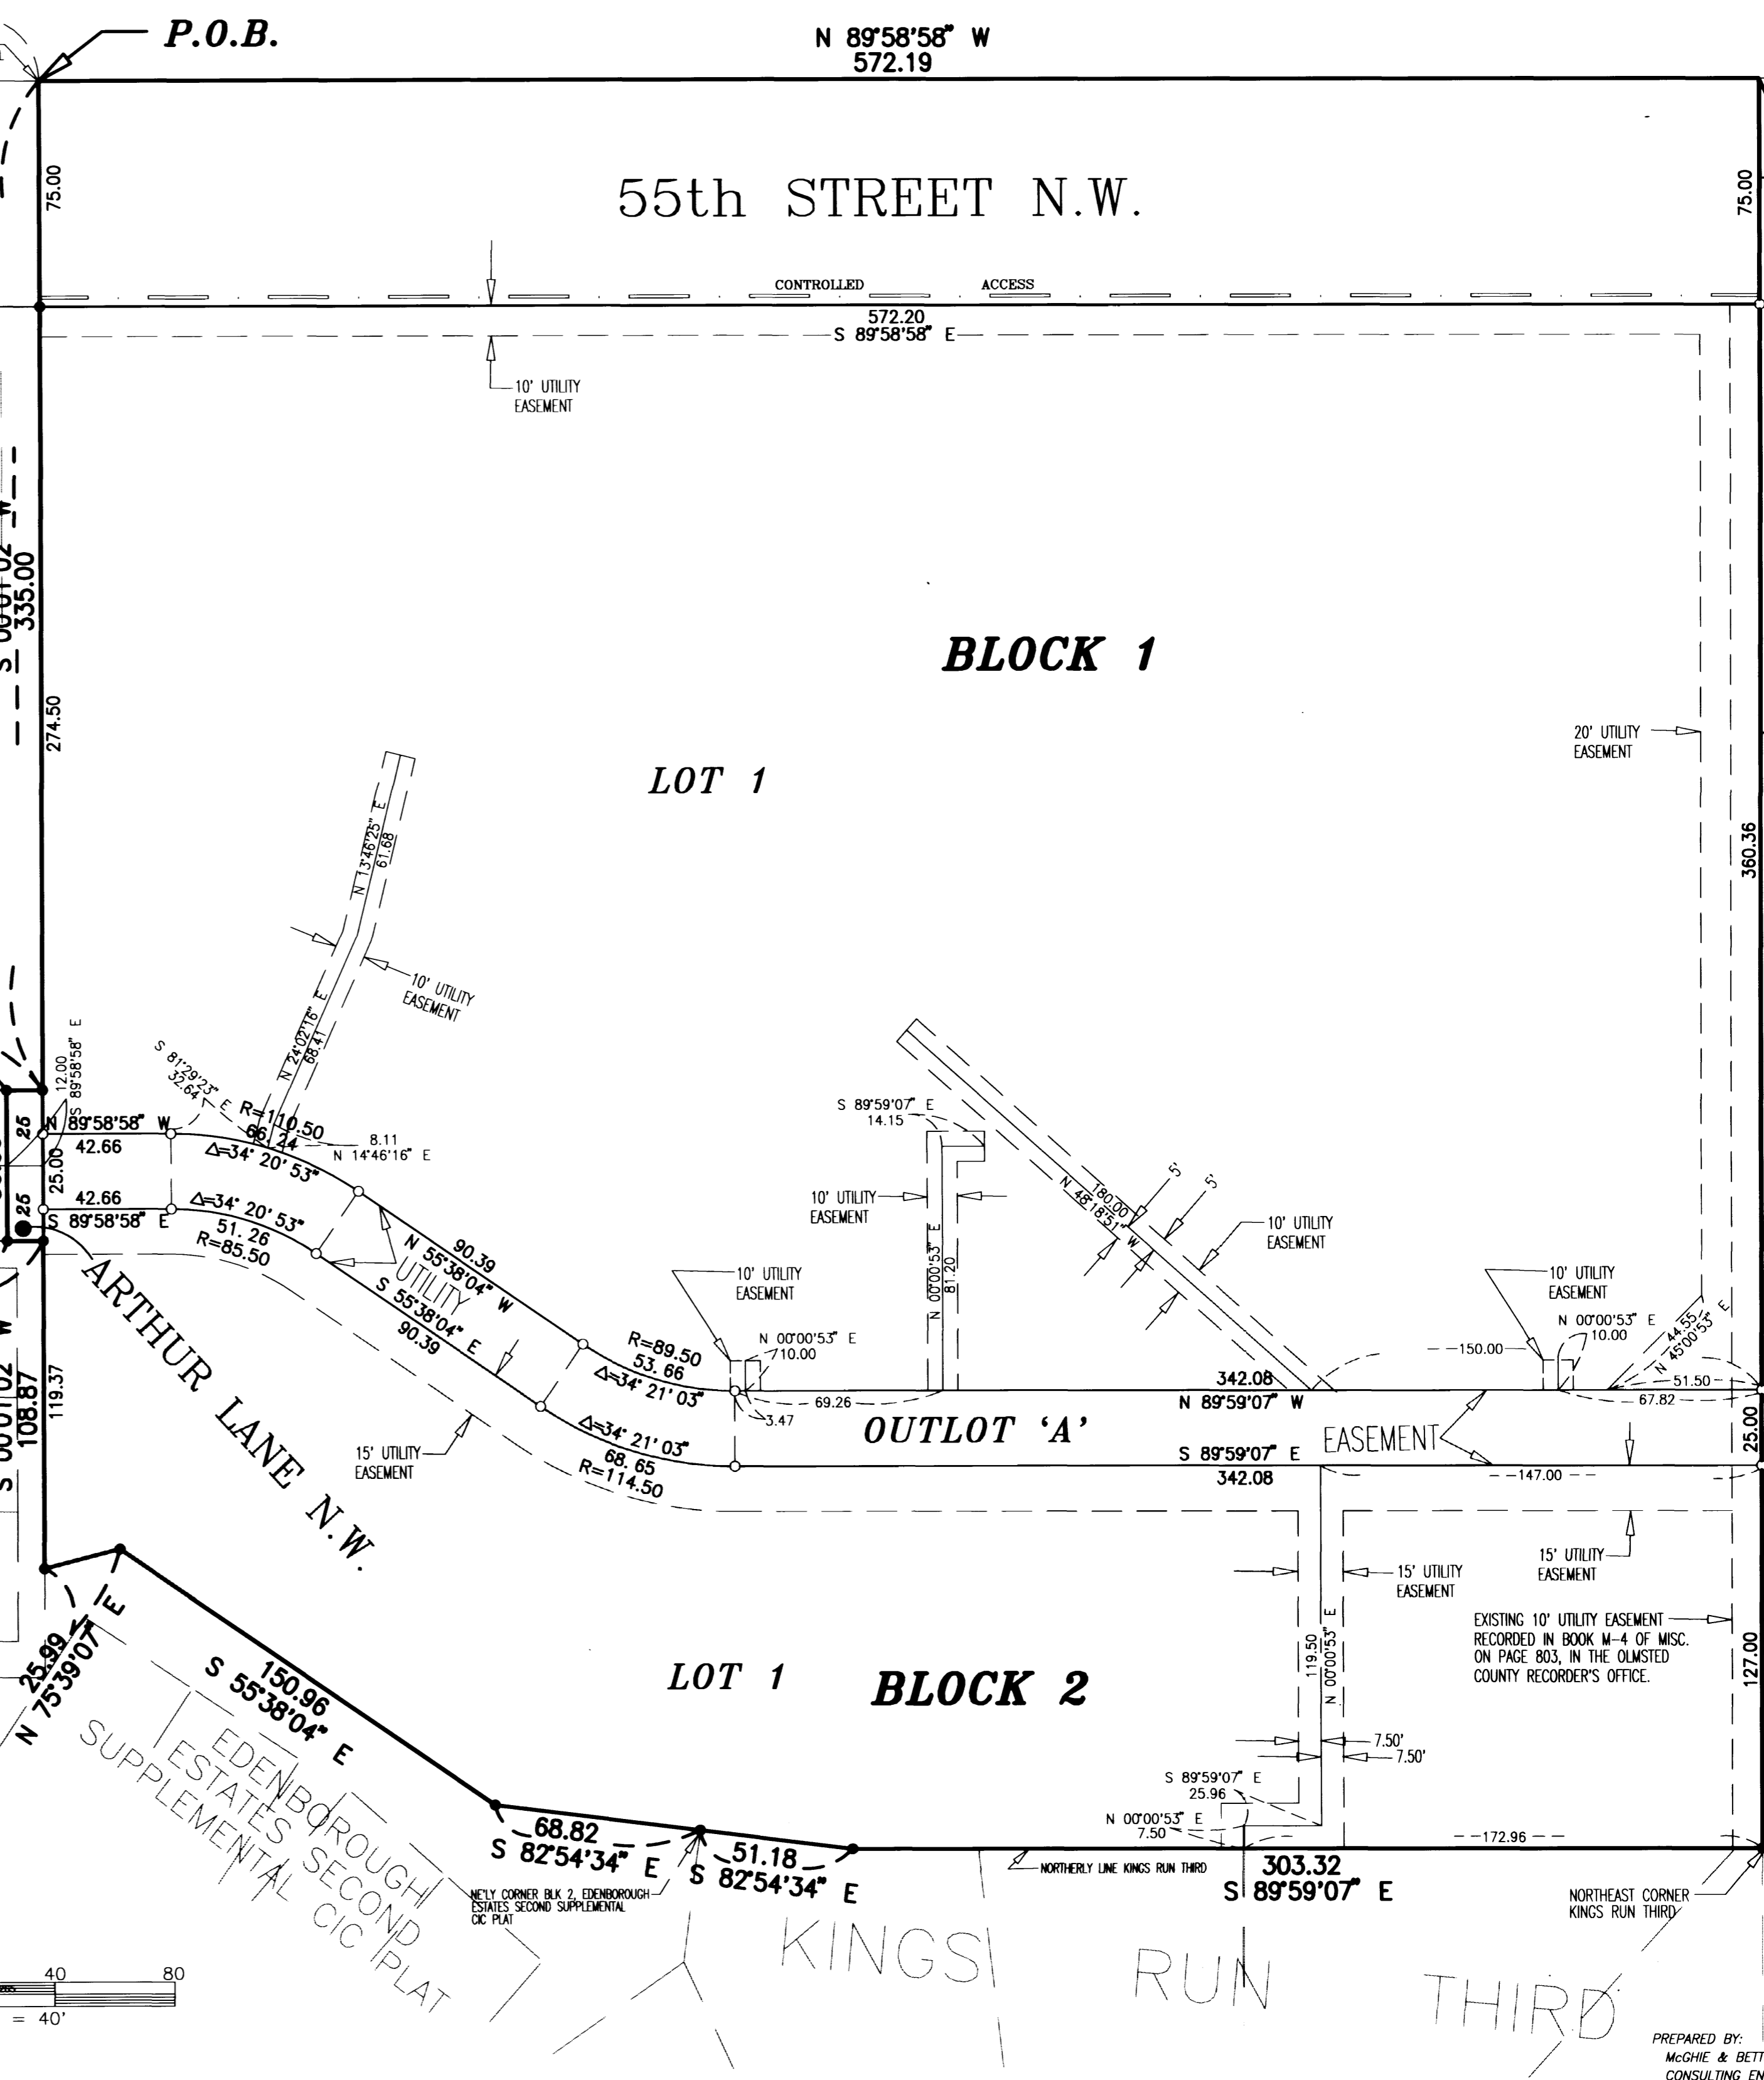 P.O.B.
N 89°58'58" W
572.19
75.00
75.00
55th STREET N.W.
CONTROLLED ACCESS
572.20
S 89°58'58" E
10' UTILITY
EASEMENT
335.00
274.50
BLOCK 1
LOT 1
20' UTILITY
EASEMENT
360.36
N 13°46'25" E
61.68
10' UTILITY
EASEMENT
N 24°02'16" E
68.41
S 81°29'23" E
32.64
12.00
S 89°58'58" E
25
N 89°58'58" W
42.66
R=110.50
66.24
Δ=34° 20' 53"
8.11
N 14°46'16" E
25.00
25
42.66
S 89°58'58" E
Δ=34° 20' 53"
51.26
R=85.50
90.39
N 55°38'04" W
UTILITY
S 55°38'04" E
90.39
S 89°59'07" E
14.15
10' UTILITY
EASEMENT
N 00°00'53" E
81.20
180.00
N 48°18'51" W
5'
5'
10' UTILITY
EASEMENT
10' UTILITY
EASEMENT
N 00°00'53" E
10.00
R=89.50
53.66
Δ=34° 21' 03"
69.26
3.47
342.08
N 89°59'07" W
150.00
10' UTILITY
EASEMENT
N 00°00'53" E
10.00
44.55
N 45°00'53" E
51.50
67.82
25.00
ARTHUR LANE N.W.
108.87
119.37
15' UTILITY
EASEMENT
Δ=34° 21' 03"
68.65
R=114.50
OUTLOT 'A'
EASEMENT
S 89°59'07" E
342.08
147.00
15' UTILITY
EASEMENT
15' UTILITY
EASEMENT
EXISTING 10' UTILITY EASEMENT
RECORDED IN BOOK M-4 OF MISC.
ON PAGE 803, IN THE OLMSTED
COUNTY RECORDER'S OFFICE.
119.50
N 00°00'53" E
127.00
25.99
N 75°39'07" E
150.96
S 55°38'04" E
LOT 1
BLOCK 2
7.50'
7.50'
S 89°59'07" E
25.96
N 00°00'53" E
7.50
172.96
EDENBOROUGH
ESTATES SECOND
SUPPLEMENTAL CIC PLAT
68.82
S 82°54'34" E
51.18
S 82°54'34" E
NE'LY CORNER BLK 2, EDENBOROUGH
ESTATES SECOND SUPPLEMENTAL
CIC PLAT
NORTHERLY LINE KINGS RUN THIRD
303.32
S 89°59'07" E
NORTHEAST CORNER
KINGS RUN THIRD
KINGS RUN THIRD
40 80
= 40'
PREPARED BY:
McGHIE & BETT
CONSULTING EN